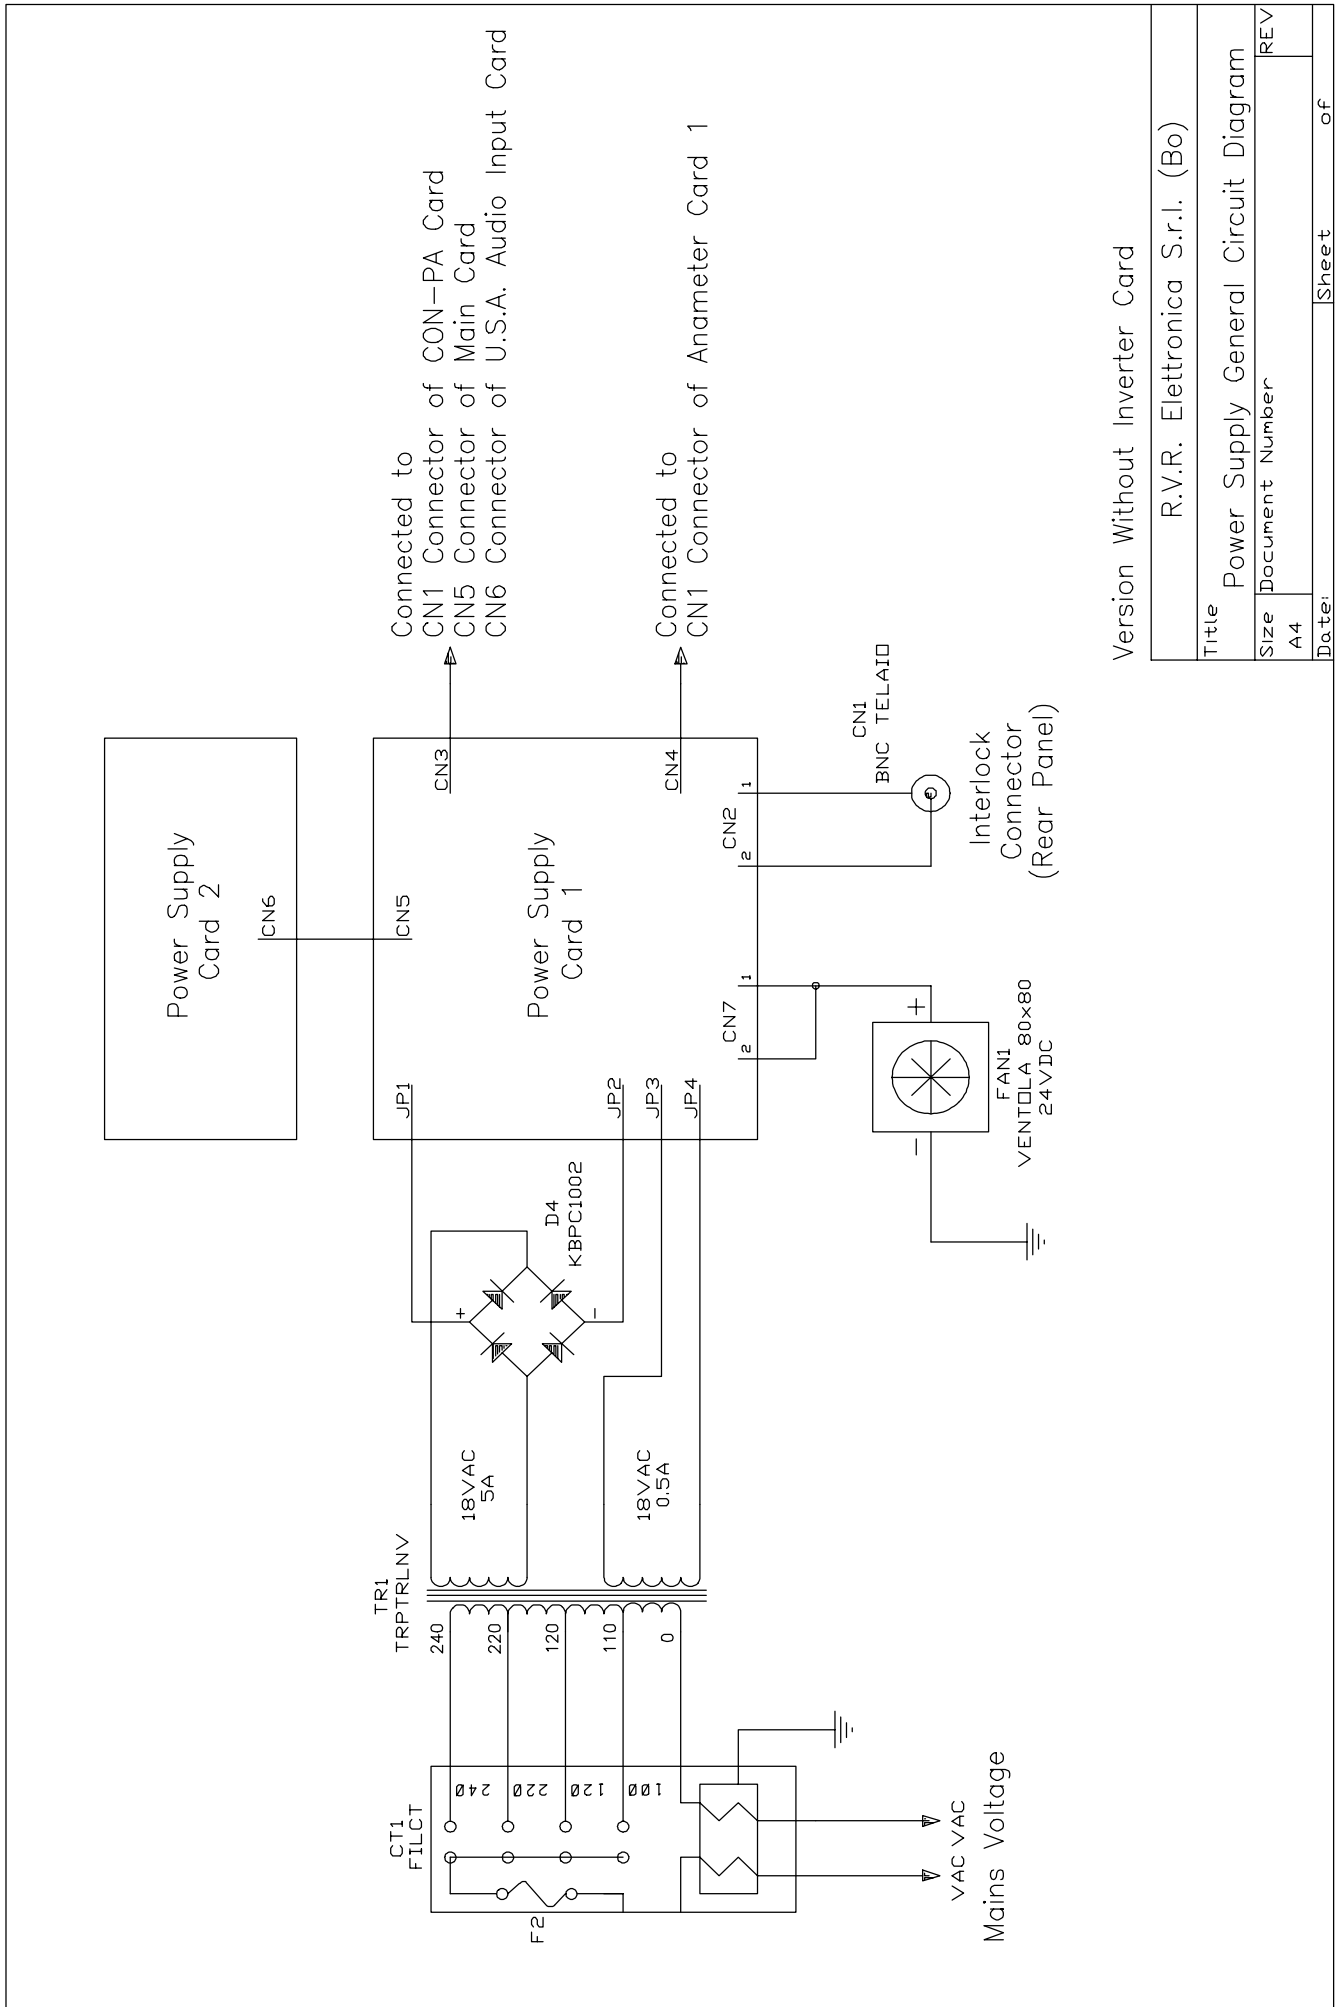 CT1
FILCT
F2
240
220
120
100
VAC VAC
Mains Voltage
TR1
TRPTRLNV
240
220
120
110
0
18VAC
5A
18VAC
0.5A
+
-
D4
KBPC1002
Power Supply
Card 2
CN6
CN5
Power Supply
Card 1
JP1
JP2
JP3
JP4
CN3
CN4
CN7
2
1
CN2
2
1
-
+
FAN1
VENTOLA 80x80
24VDC
CN1
BNC TELAIO
Interlock
Connector
(Rear Panel)
Connected to
CN1 Connector of CON-PA Card
CN5 Connector of Main Card
CN6 Connector of U.S.A. Audio Input Card
Connected to
CN1 Connector of Anameter Card 1
Version Without Inverter Card
R.V.R. Elettronica S.r.l. (Bo)
Title
Power Supply General Circuit Diagram
Size Document Number REV
A4
Date: Sheet of